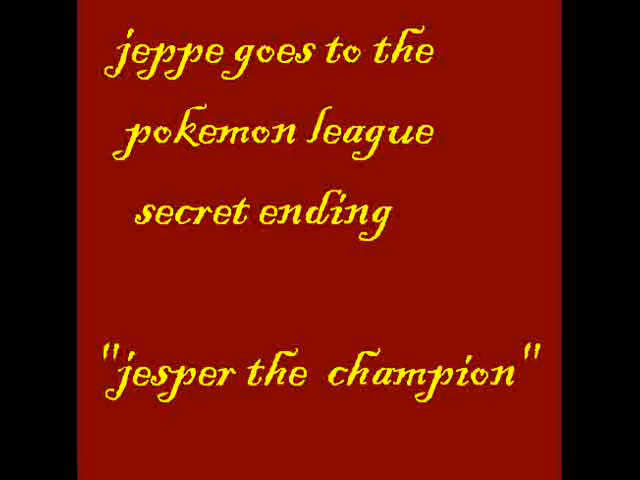 jeppe goes to the
pokemon league
secret ending
"jesper the champion"